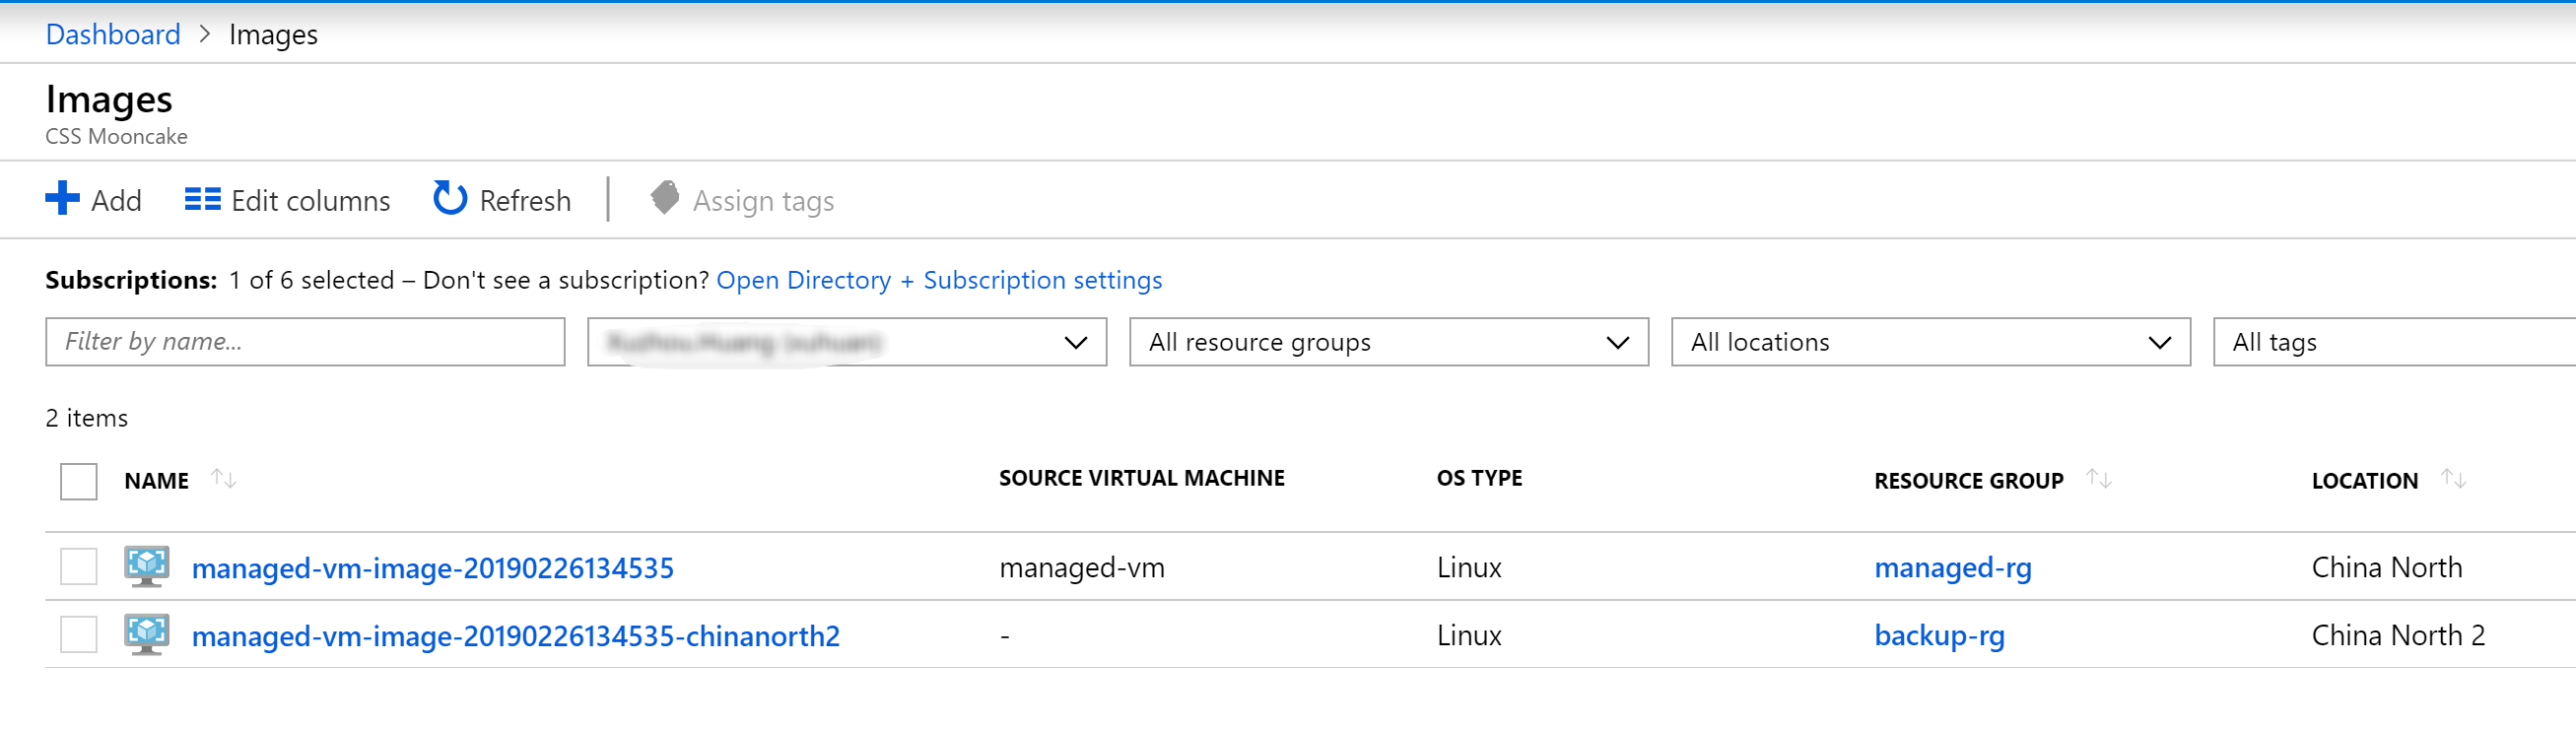 Dashboard > Images
Images
CSS Mooncake
Add Edit columns Refresh Assign tags
Subscriptions: 1 of 6 selected – Don't see a subscription? Open Directory + Subscription settings
Filter by name... All resource groups All locations All tags
2 items
NAME SOURCE VIRTUAL MACHINE OS TYPE RESOURCE GROUP LOCATION
managed-vm-image-20190226134535 managed-vm Linux managed-rg China North
managed-vm-image-20190226134535-chinanorth2 - Linux backup-rg China North 2